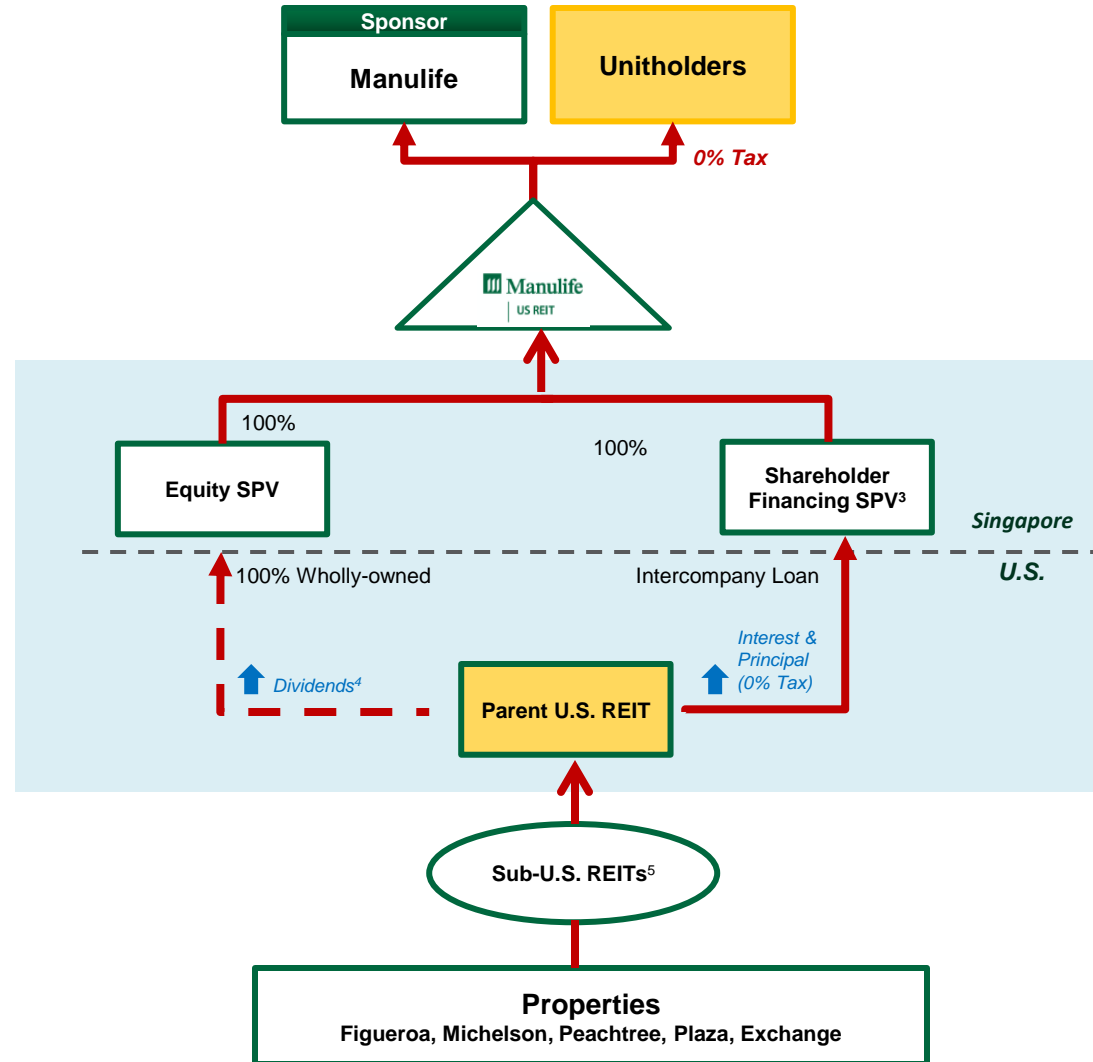 Sponsor
Manulife
Unitholders
0% Tax
Manulife
US REIT
100%
100%
Equity SPV
Shareholder
Financing SPV³
Singapore
U.S.
100% Wholly-owned
Intercompany Loan
Dividends⁴
Interest &
Principal
(0% Tax)
Parent U.S. REIT
Sub-U.S. REITs⁵
Properties
Figueroa, Michelson, Peachtree, Plaza, Exchange